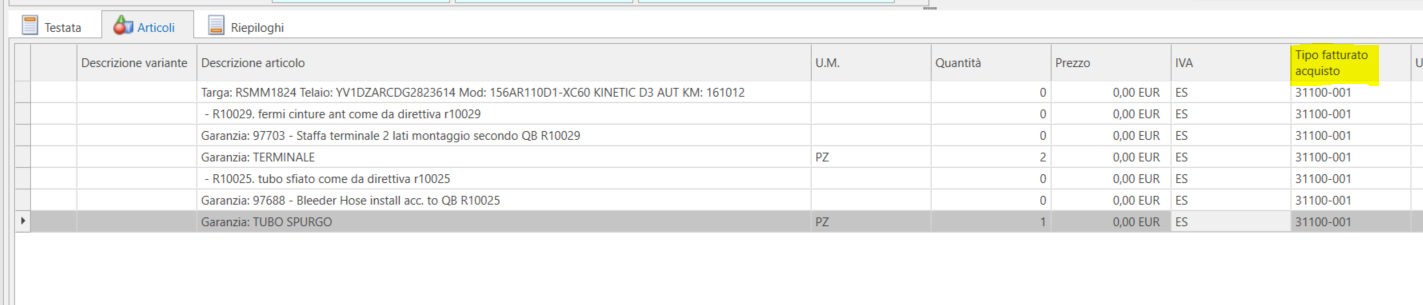 Testata Articoli Riepiloghi
Descrizione variante Descrizione articolo U.M. Quantità Prezzo IVA Tipo fatturato acquisto U
Targa: RSMM1824 Telaio: YV1DZARCDG2823614 Mod: 156AR110D1-XC60 KINETIC D3 AUT KM: 161012 0 0,00 EUR ES 31100-001
- R10029. fermi cinture ant come da direttiva r10029 0 0,00 EUR ES 31100-001
Garanzia: 97703 - Staffa terminale 2 lati montaggio secondo QB R10029 0 0,00 EUR ES 31100-001
Garanzia: TERMINALE PZ 2 0,00 EUR ES 31100-001
- R10025. tubo sfiato come da direttiva r10025 0 0,00 EUR ES 31100-001
Garanzia: 97688 - Bleeder Hose install acc. to QB R10025 0 0,00 EUR ES 31100-001
Garanzia: TUBO SPURGO PZ 1 0,00 EUR ES 31100-001